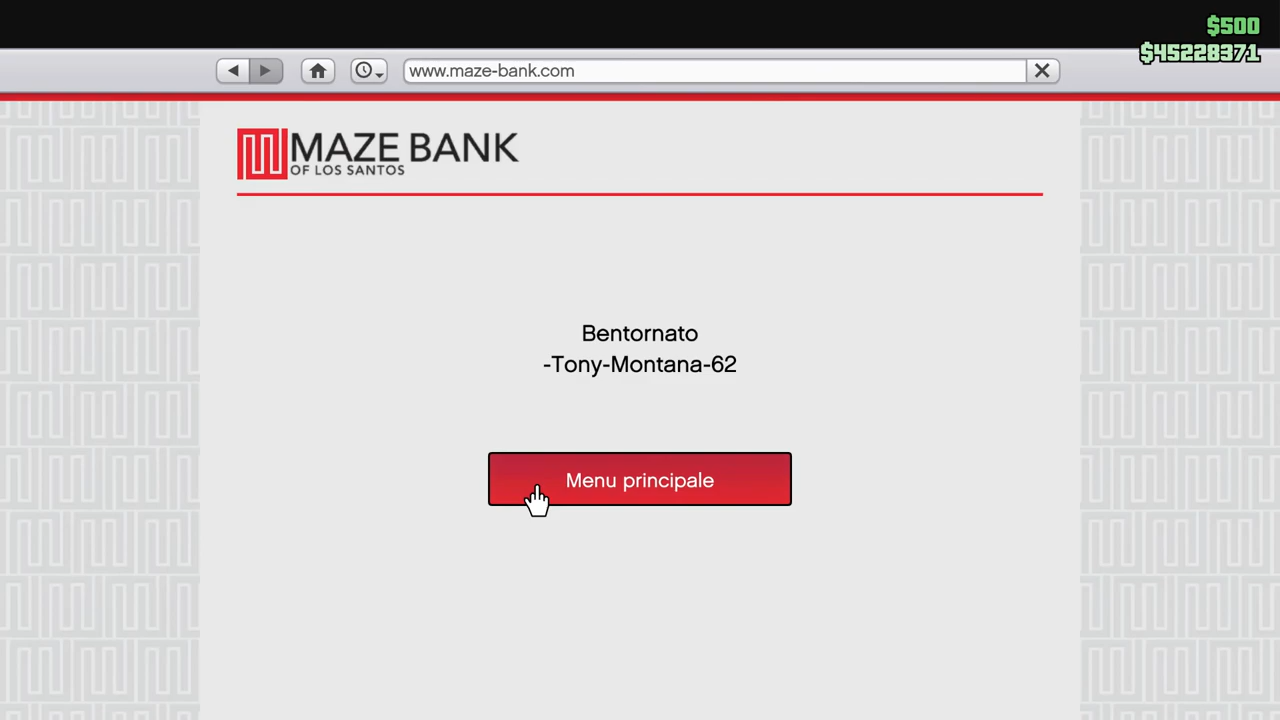 $500
$45228371
www.maze-bank.com
MAZE BANK
OF LOS SANTOS
Bentornato
-Tony-Montana-62
Menu principale